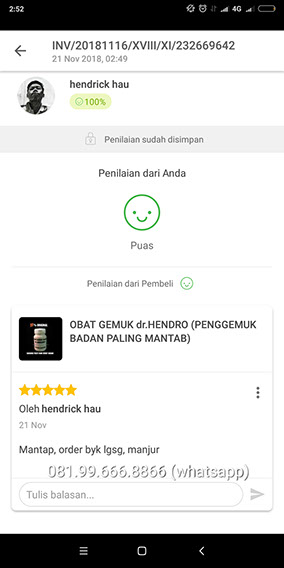 2:52
4G
INV/20181116/XVIII/XI/232669642
21 Nov 2018, 02:49
hendrick hau
100%
Penilaian sudah disimpan
Penilaian dari Anda
Puas
Penilaian dari Pembeli
OBAT GEMUK dr.HENDRO (PENGGEMUK
BADAN PALING MANTAB)
Oleh hendrick hau
21 Nov
Mantap, order byk lgsg, manjur
081.99.666.8866 (whatsapp)
Tulis balasan...